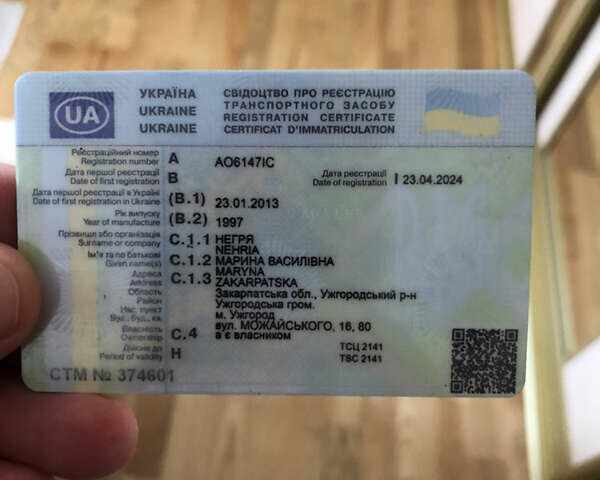 УКРАЇНА
UKRAINE
UKRAINE
СВІДОЦТВО ПРО РЕЄСТРАЦІЮ
ТРАНСПОРТНОГО ЗАСОБУ
REGISTRATION CERTIFICATE
CERTIFICAT D'IMMATRICULATION
UA
Реєстраційний номер
Registration number A AO6147IC
Дата першої реєстрації
Date of first registration B
Дата реєстрації
Date of registration I 23.04.2024
Дата першої реєстрації в Україні
Date of first registration in Ukraine (B.1) 23.01.2013
Рік випуску
Year of manufacture (B.2) 1997
Прізвище або організація
Surname or company C.1.1 НЕГРЯ
NEHRIA
Ім'я та по батькові
Given name(s) C.1.2 МАРИНА ВАСИЛІВНА
MARYNA
Адреса
Address C.1.3 ZAKARPATSKA
Область Закарпатська обл., Ужгородський р-н
Район Ужгородська гром.
Нас. пункт м. Ужгород
Вул., буд., кв. вул. МОЖАЙСЬКОГО, 16, 80
Власність
Ownership C.4 а є власником
Дійсне до
Period of validity H
ТСЦ 2141
TSC 2141
СТМ № 374601